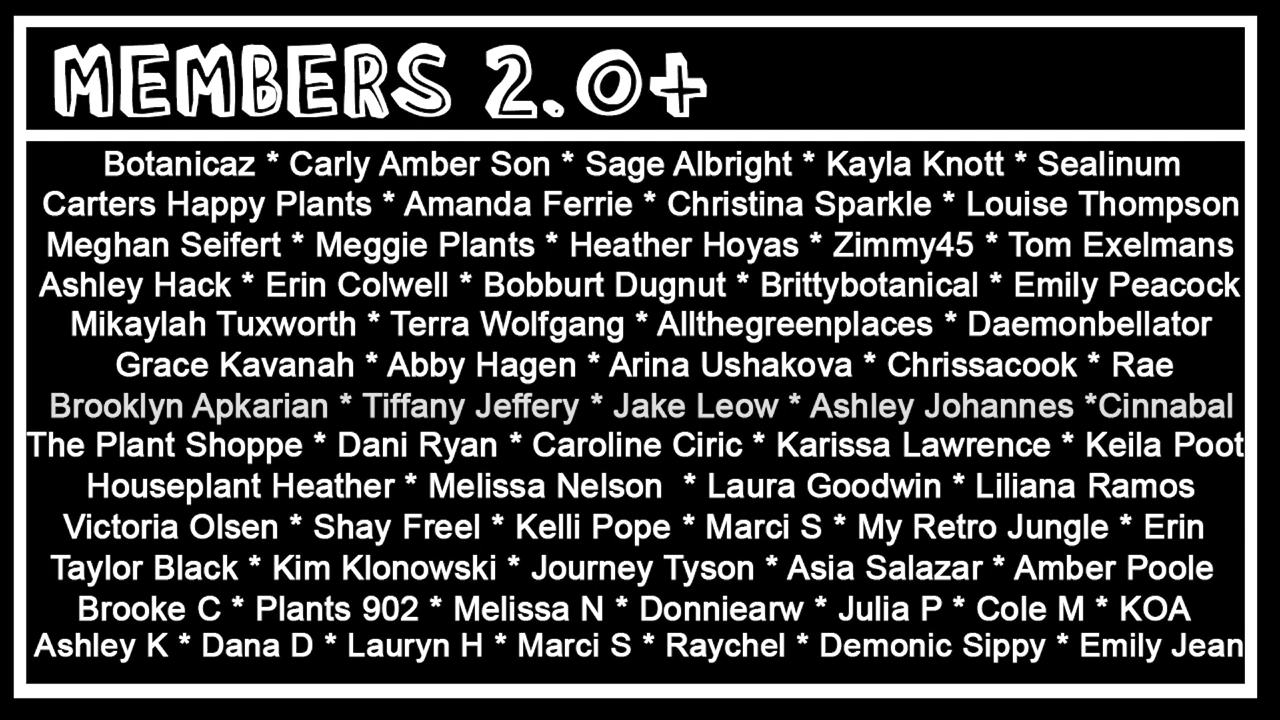 MEMBERS 2.0+
Botanicaz * Carly Amber Son * Sage Albright * Kayla Knott * Sealinum
Carters Happy Plants * Amanda Ferrie * Christina Sparkle * Louise Thompson
Meghan Seifert * Meggie Plants * Heather Hoyas * Zimmy45 * Tom Exelmans
Ashley Hack * Erin Colwell * Bobburt Dugnut * Brittybotanical * Emily Peacock
Mikaylah Tuxworth * Terra Wolfgang * Allthegreenplaces * Daemonbellator
Grace Kavanah * Abby Hagen * Arina Ushakova * Chrissacook * Rae
Brooklyn Apkarian * Tiffany Jeffery * Jake Leow * Ashley Johannes *Cinnabal
The Plant Shoppe * Dani Ryan * Caroline Ciric * Karissa Lawrence * Keila Poot
Houseplant Heather * Melissa Nelson  * Laura Goodwin * Liliana Ramos
Victoria Olsen * Shay Freel * Kelli Pope * Marci S * My Retro Jungle * Erin
Taylor Black * Kim Klonowski * Journey Tyson * Asia Salazar * Amber Poole
Brooke C * Plants 902 * Melissa N * Donniearw * Julia P * Cole M * KOA
Ashley K * Dana D * Lauryn H * Marci S * Raychel * Demonic Sippy * Emily Jean